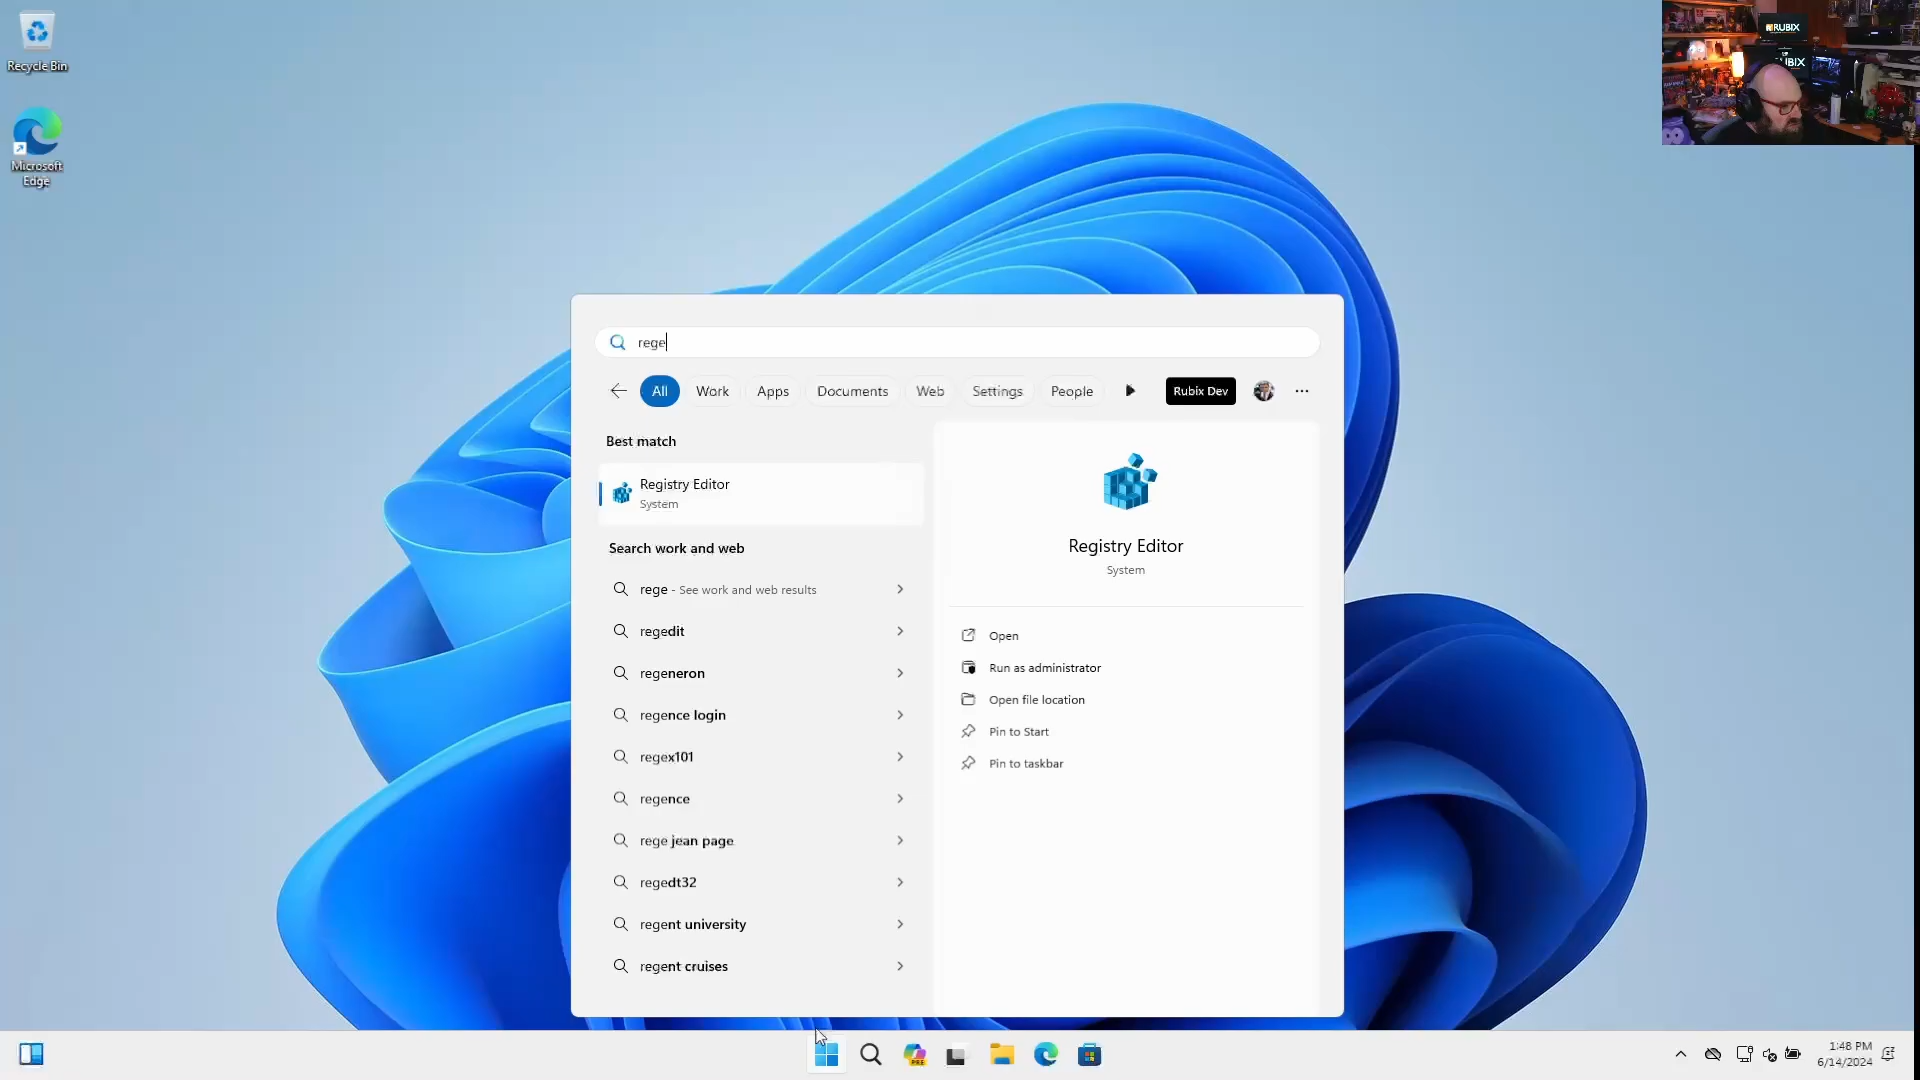 Recycle Bin
Microsoft
Edge
RUBIX
UBIX
rege
All
Work
Apps
Documents
Web
Settings
People
Rubix Dev
Best match
Registry Editor
System
Search work and web
rege - See work and web results
regedit
regeneron
regence login
regex101
regence
rege jean page
regedt32
regent university
regent cruises
Registry Editor
System
Open
Run as administrator
Open file location
Pin to Start
Pin to taskbar
PRE
1:48 PM
6/14/2024